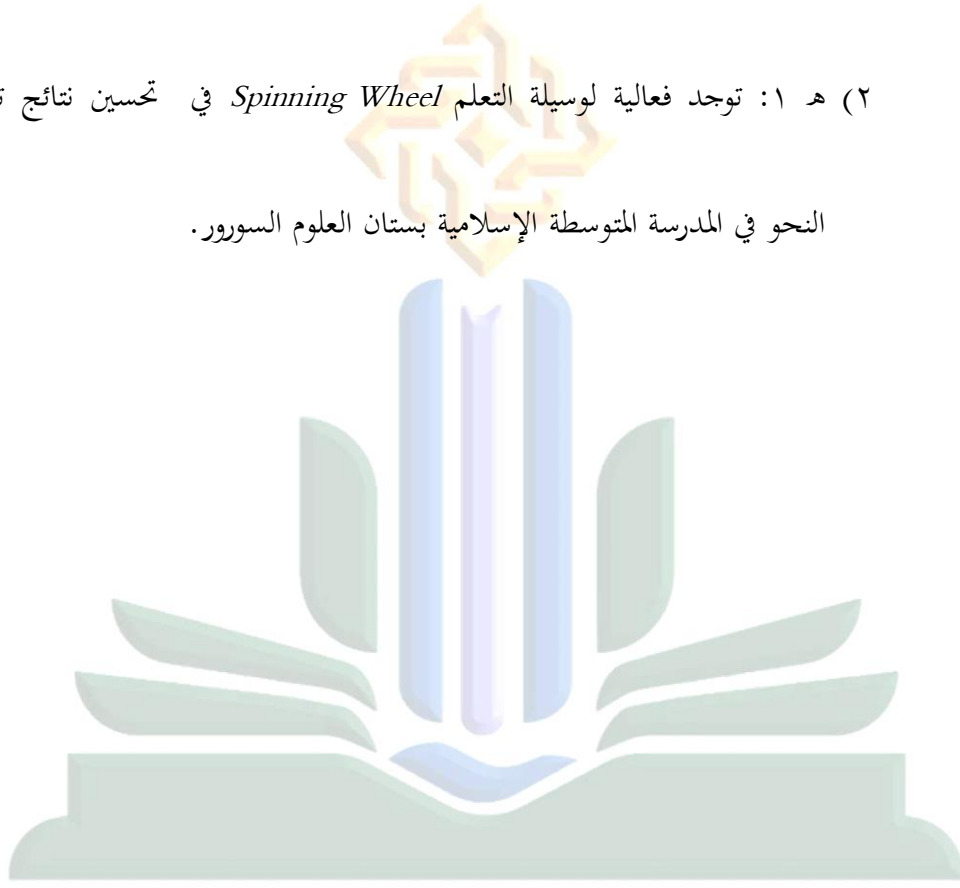 ٢) هـ ١: توجد فعالية لوسيلة التعلم Spinning Wheel في تحسين نتائج
النحو في المدرسة المتوسطة الإسلامية بستان العلوم السورور.